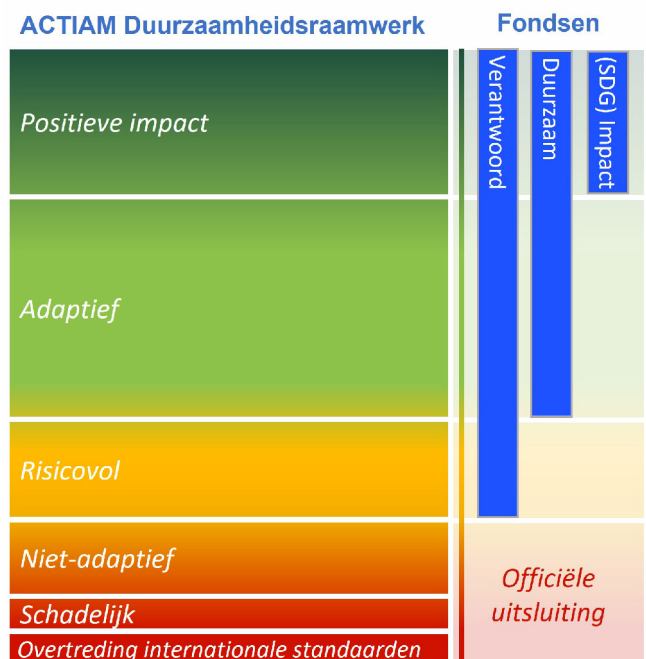 ACTIAM Duurzaamheidsraamwerk
Fondsen
Positieve impact
Adaptief
Risicovol
Niet-adaptief
Schadelijk
Overtreding internationale standaarden
Verantwoord
Duurzaam
(SDG) Impact
Officiële
uitsluiting